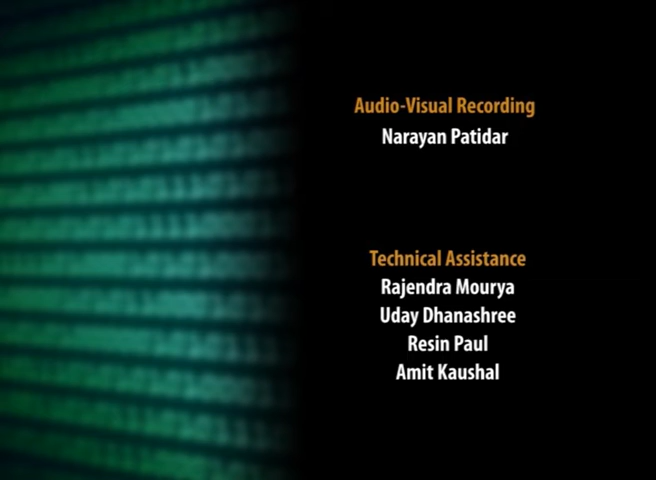 Audio-Visual Recording
Narayan Patidar
Technical Assistance
Rajendra Mourya
Uday Dhanashree
Resin Paul
Amit Kaushal